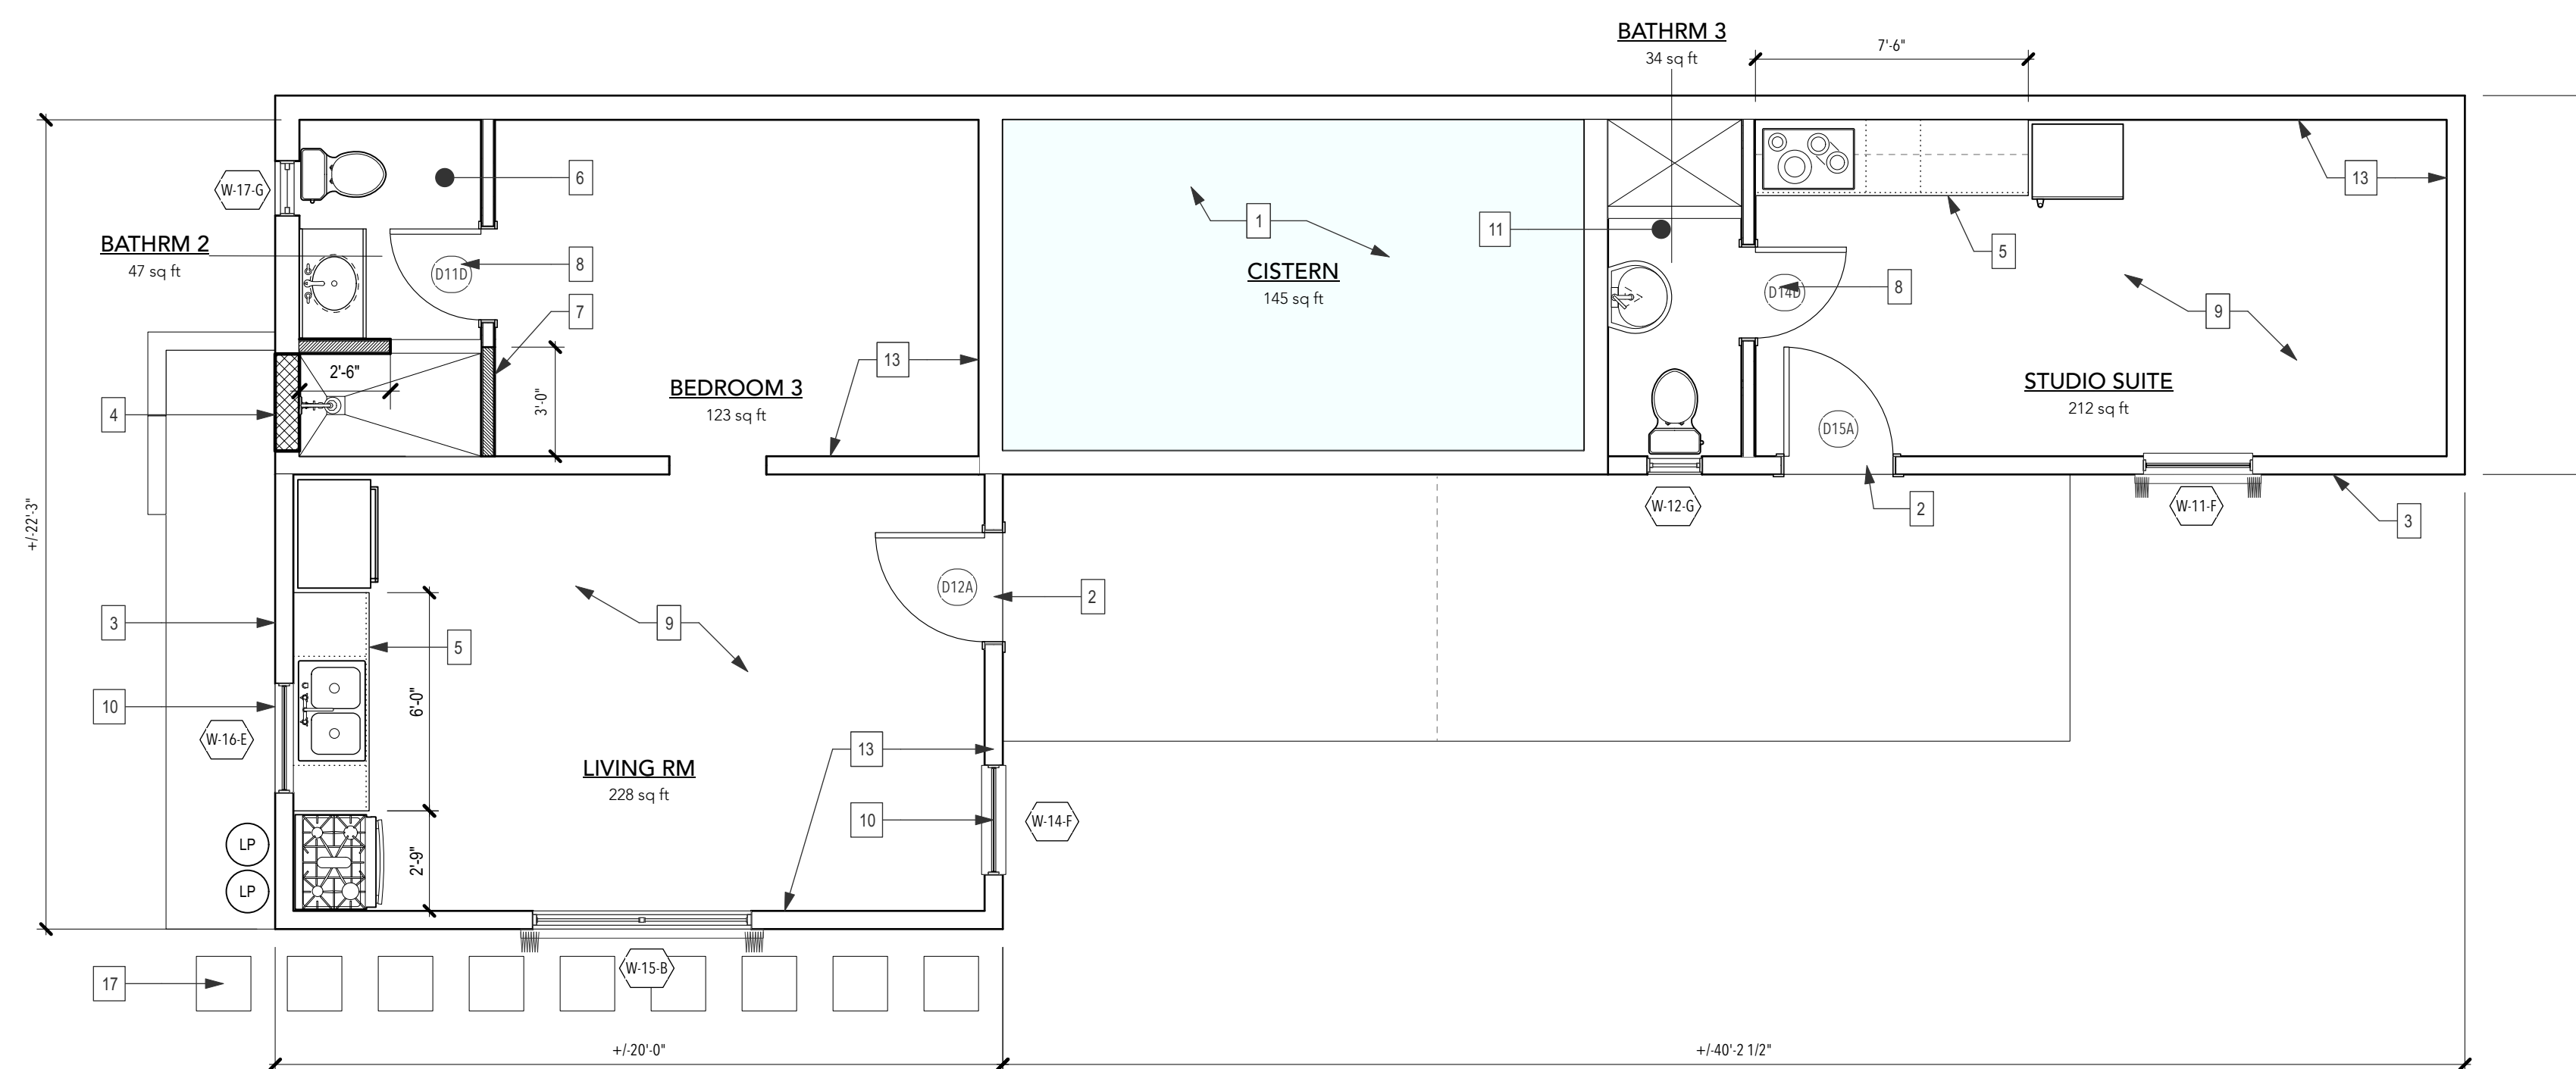 BATHRM 3
34 sq ft
7'-6"
W-17-G
6
13
1
11
BATHRM 2
47 sq ft
D11D
8
CISTERN
145 sq ft
5
D14D
8
9
7
2'-6"
3'-0"
13
BEDROOM 3
123 sq ft
STUDIO SUITE
212 sq ft
4
D15A
+/-22'-3"
W-12-G
2
W-11-F
3
D12A
2
3
9
5
6'-0"
10
W-16-E
13
LIVING RM
228 sq ft
10
W-14-F
LP
LP
2'-9"
W-15-B
17
+/-20'-0"
+/-40'-2 1/2"